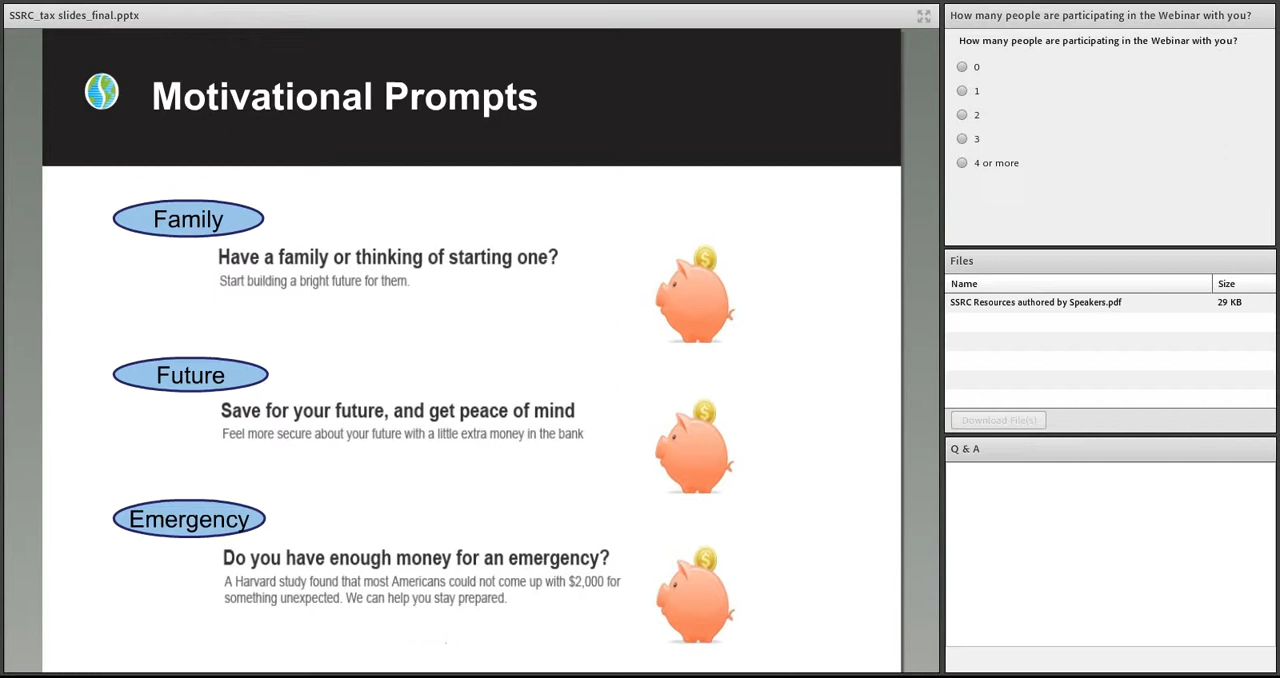 SSRC_tax slides_final.pptx
Motivational Prompts
Family
Have a family or thinking of starting one?
Start building a bright future for them.
$
Future
Save for your future, and get peace of mind
Feel more secure about your future with a little extra money in the bank
$
Emergency
Do you have enough money for an emergency?
A Harvard study found that most Americans could not come up with $2,000 for
something unexpected. We can help you stay prepared.
$
How many people are participating in the Webinar with you?
How many people are participating in the Webinar with you?
0
1
2
3
4 or more
Files
Name Size
SSRC Resources authored by Speakers.pdf 29 KB
Download File(s)
Q & A